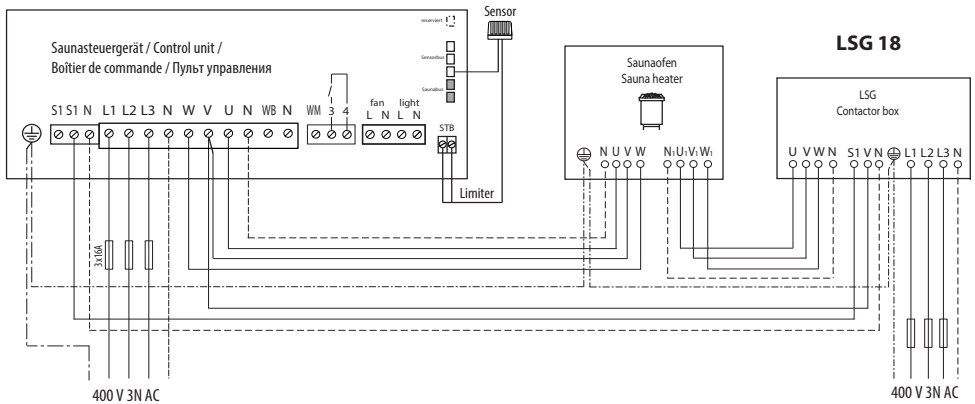 Saunasteuergerät / Control unit /
Boîtier de commande / Пульт управления
reserviert
Sensorbus
Saunabus
Sensor
S1 S1 N L1 L2 L3 N W V U N WB N
WM 3 4
fan light
L N L N
STB
Limiter
3x16A
400 V 3N AC
Saunaofen
Sauna heater
N U V W N1 U1 V1 W1
LSG 18
LSG
Contactor box
U V W N S1 V N L1 L2 L3 N
400 V 3N AC